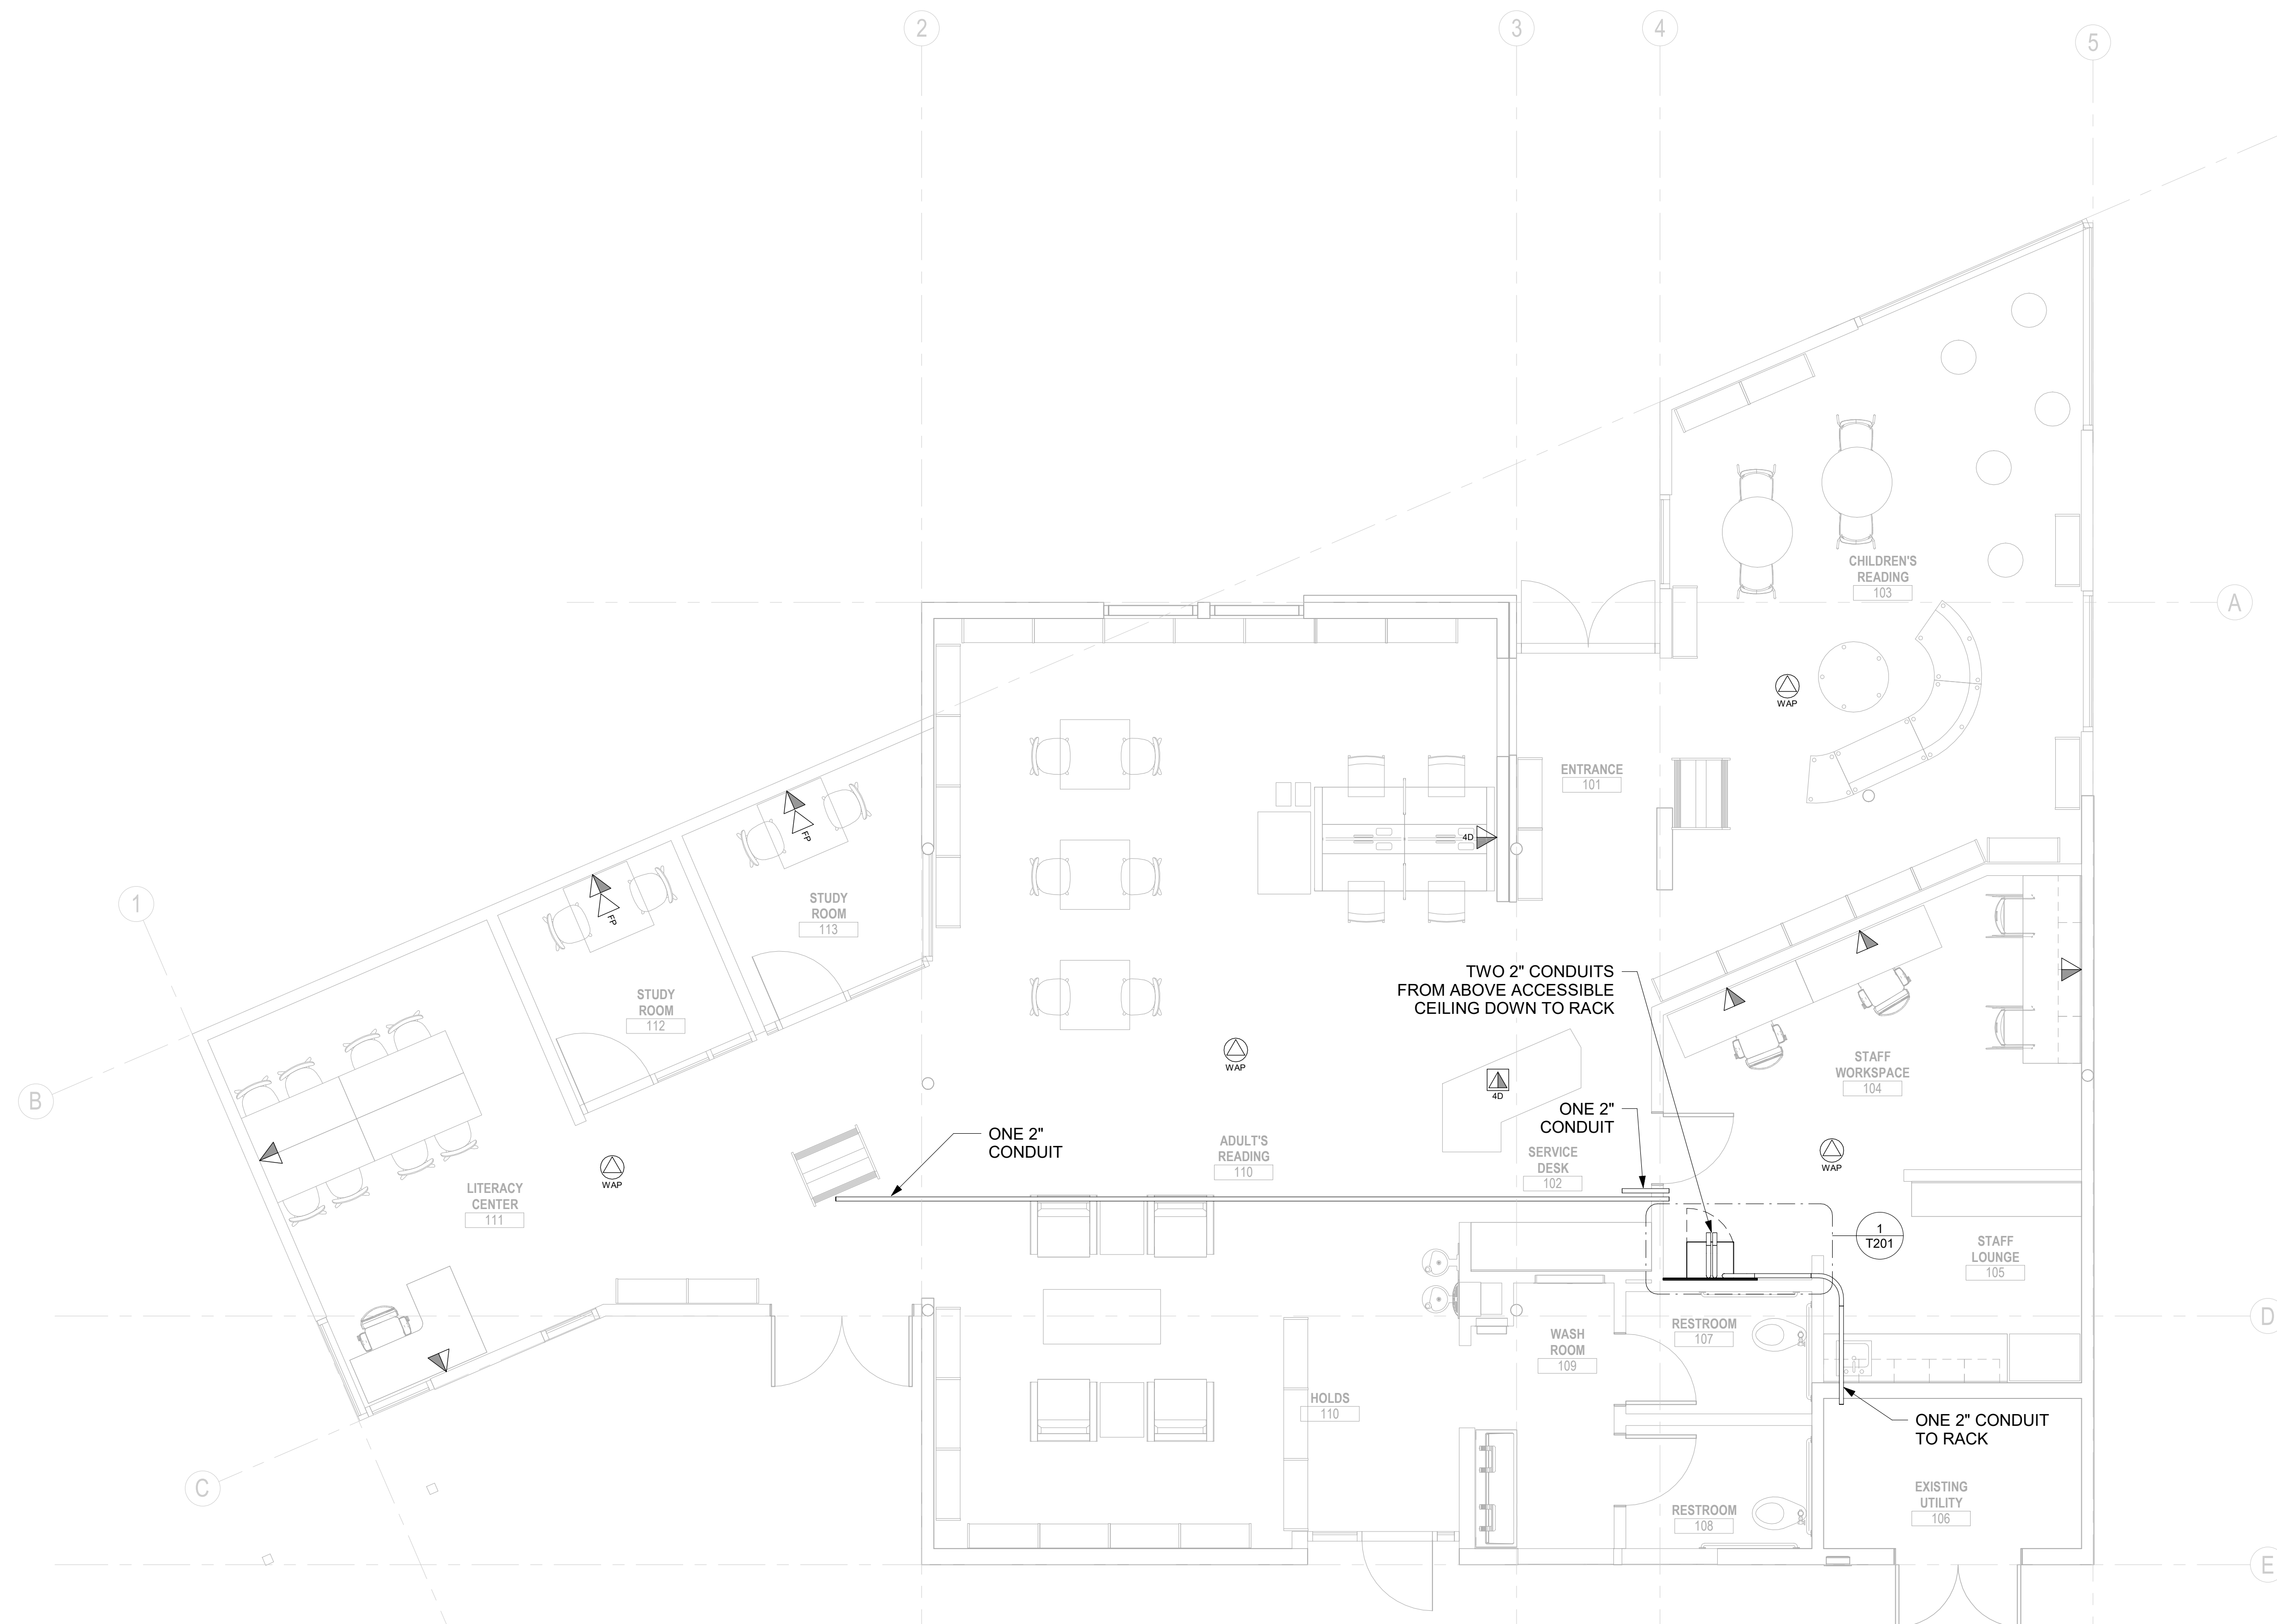 2
3
4
5
CHILDREN'S
READING
103
A
WAP
ENTRANCE
101
FP
4D
1
FP
STUDY
ROOM
113
TWO 2" CONDUITS
FROM ABOVE ACCESSIBLE
CEILING DOWN TO RACK
STUDY
ROOM
112
STAFF
WORKSPACE
104
WAP
4D
B
ONE 2"
CONDUIT
ONE 2"
CONDUIT
ADULT'S
READING
110
SERVICE
DESK
102
WAP
WAP
LITERACY
CENTER
111
1
T201
STAFF
LOUNGE
105
D
RESTROOM
107
WASH
ROOM
109
HOLDS
110
ONE 2" CONDUIT
TO RACK
C
EXISTING
UTILITY
106
RESTROOM
108
E